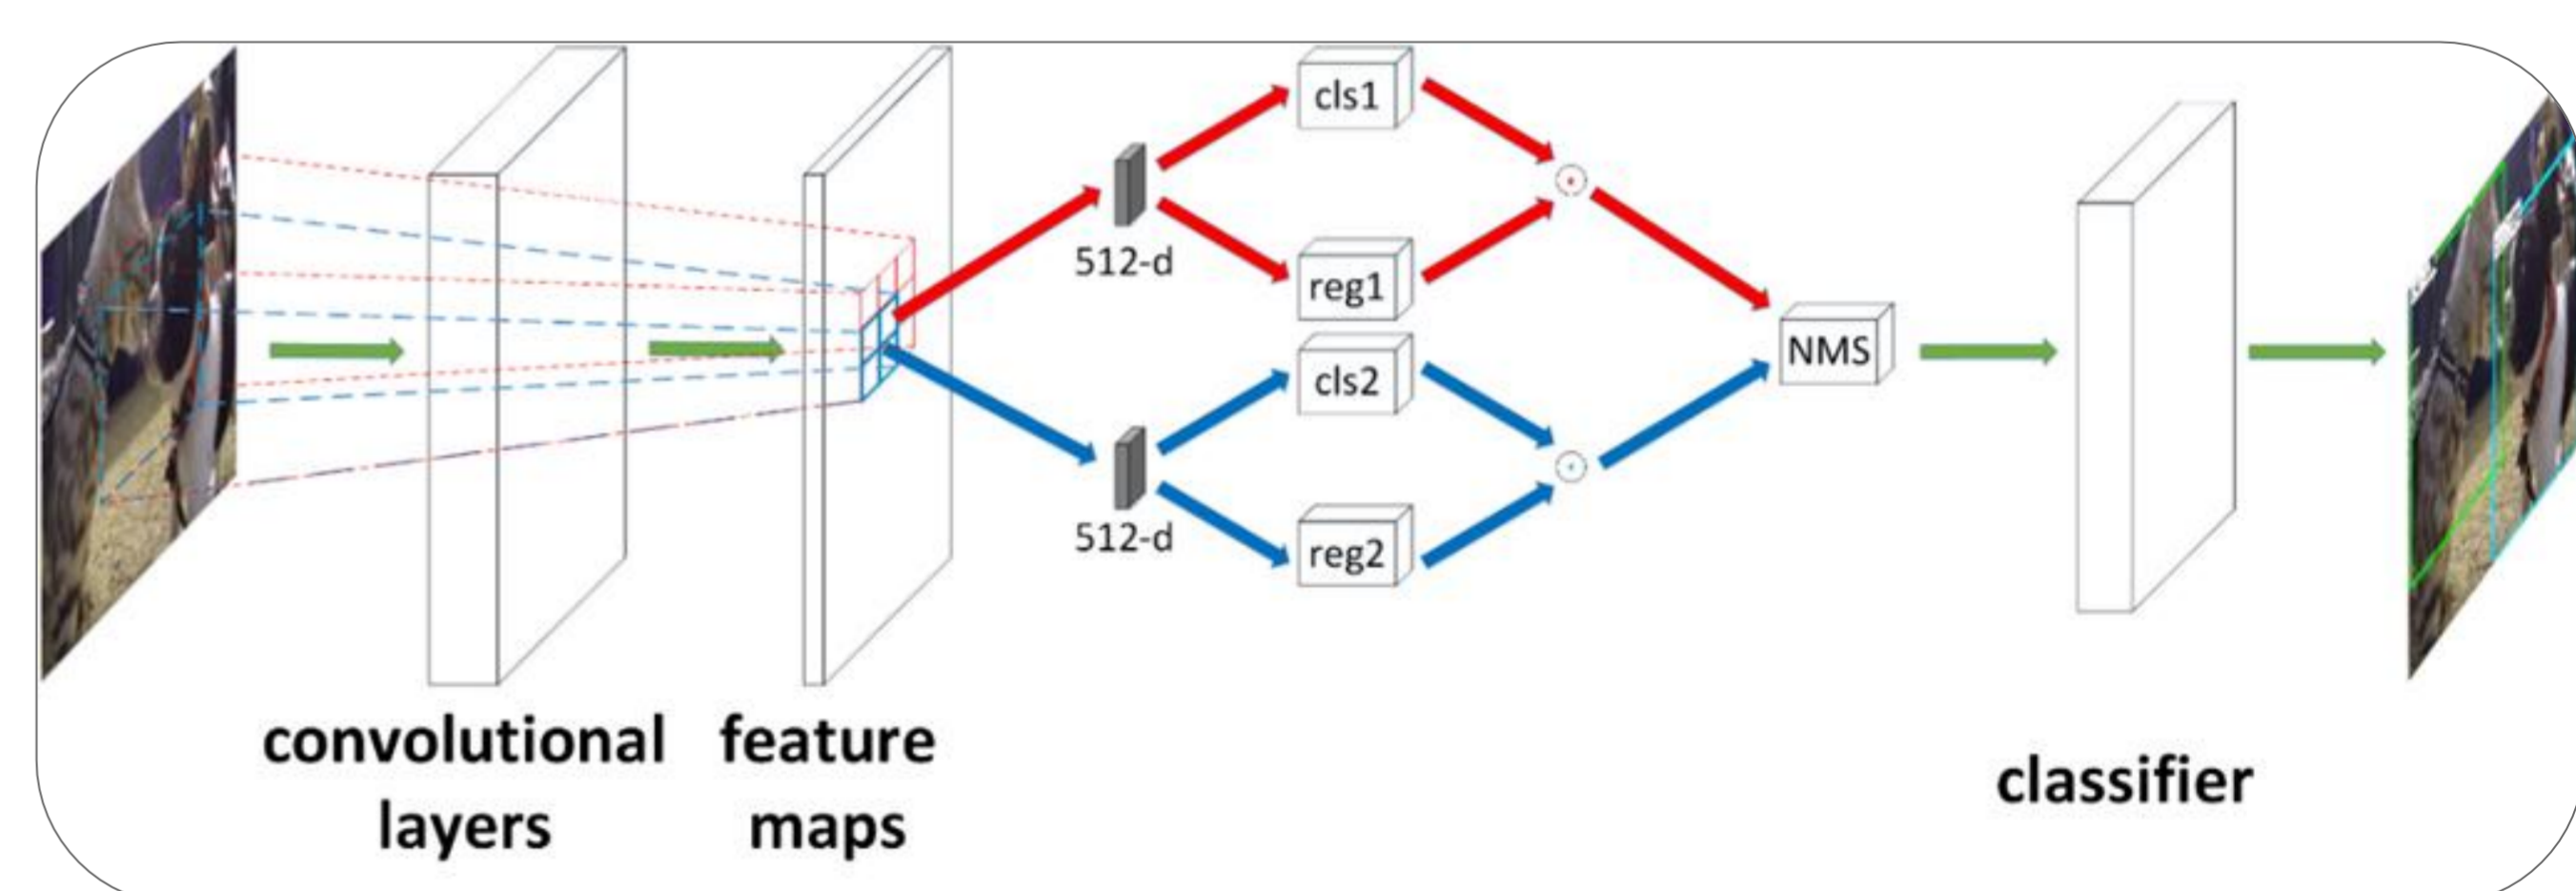 cls1
512-d
reg1
cls2
512-d
reg2
NMS
convolutional
layers
feature
maps
classifier